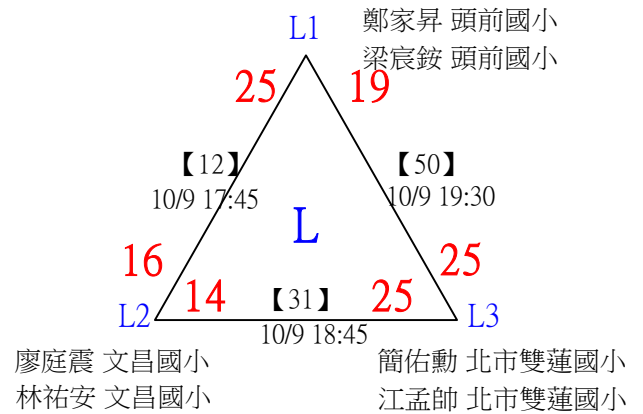 L1
鄭家昇 頭前國小
梁宸銨 頭前國小
25
19
【12】
10/9 17:45
【50】
10/9 19:30
L
16
25
14
【31】
25
10/9 18:45
L2
L3
廖庭震 文昌國小
林祐安 文昌國小
簡佑勳 北市雙蓮國小
江孟帥 北市雙蓮國小